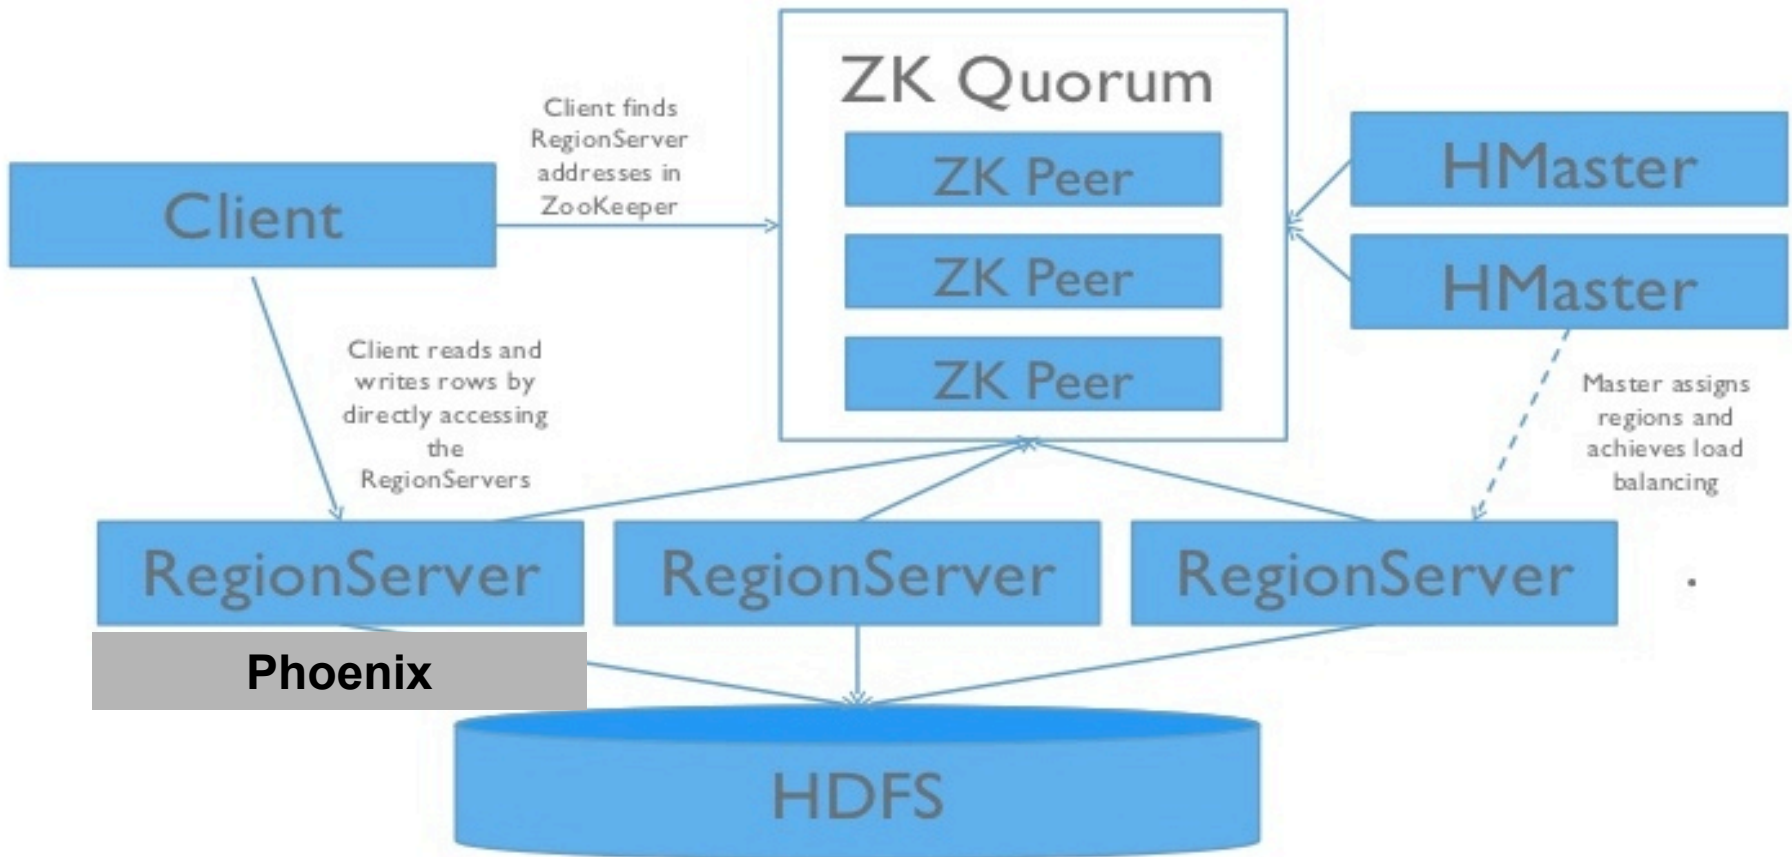 ZK Quorum
ZK Peer
ZK Peer
ZK Peer
Client finds
RegionServer
addresses in
ZooKeeper
Client
HMaster
HMaster
Client reads and
writes rows by
directly accessing
the
RegionServers
Master assigns
regions and
achieves load
balancing
RegionServer
RegionServer
RegionServer
Phoenix
HDFS